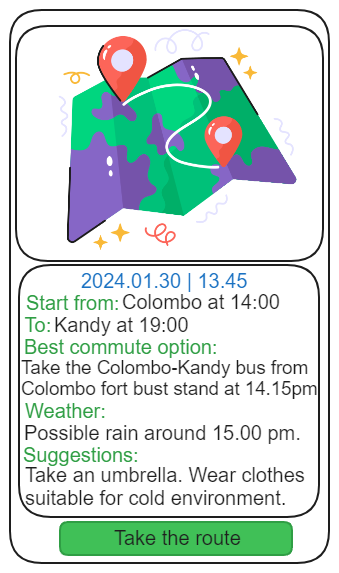 2024.01.30 | 13.45
Start from: Colombo at 14:00
To: Kandy at 19:00
Best commute option:
Take the Colombo-Kandy bus from
Colombo fort bust stand at 14.15pm
Weather:
Possible rain around 15.00 pm.
Suggestions:
Take an umbrella. Wear clothes
suitable for cold environment.
Take the route